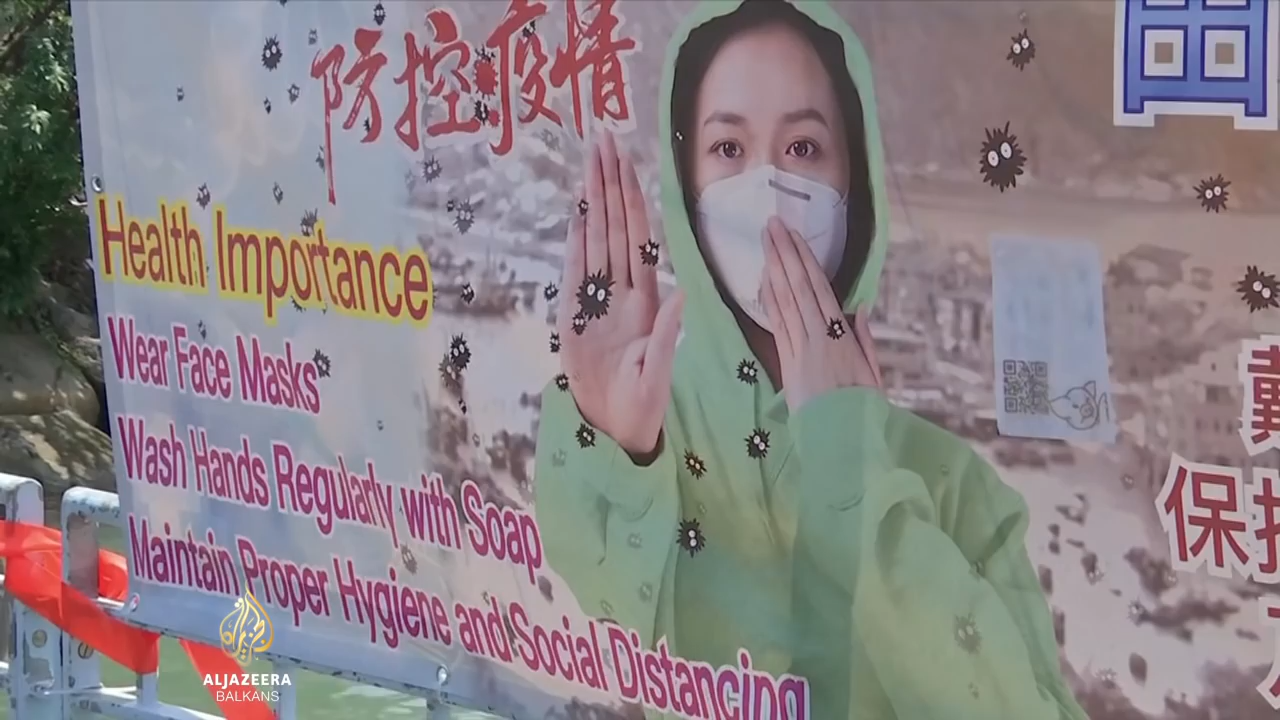 防控疫情
Health Importance
Wear Face Masks
Wash Hands Regularly with Soap
Maintain Proper Hygiene and Social Distancing
戴
保护
ALJAZEERA
BALKANS